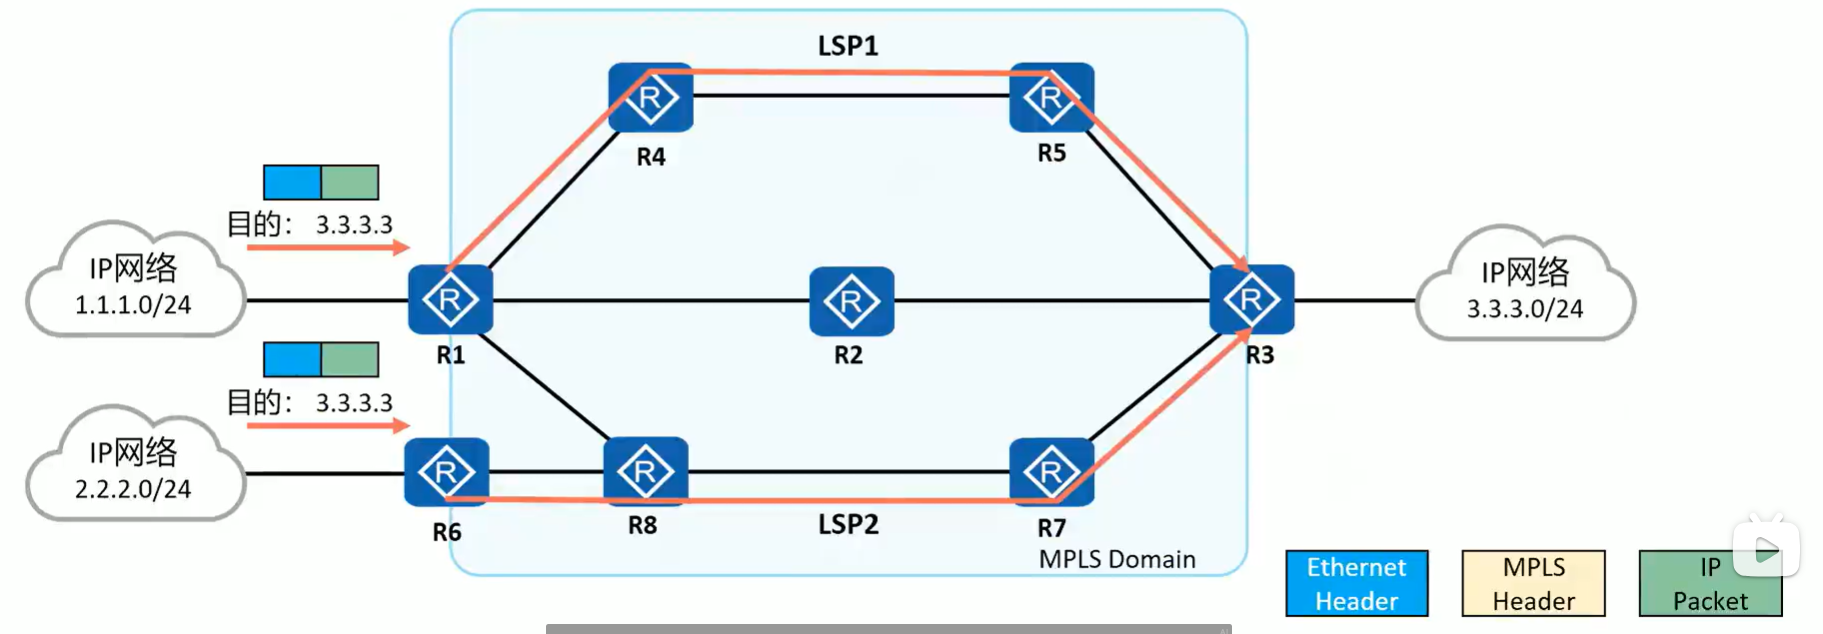 LSP1
R4
R5
目的： 3.3.3.3
IP网络
1.1.1.0/24
R1
R2
R3
IP网络
3.3.3.0/24
目的： 3.3.3.3
IP网络
2.2.2.0/24
R6
R8
LSP2
R7
MPLS Domain
Ethernet
Header
MPLS
Header
IP
Packet